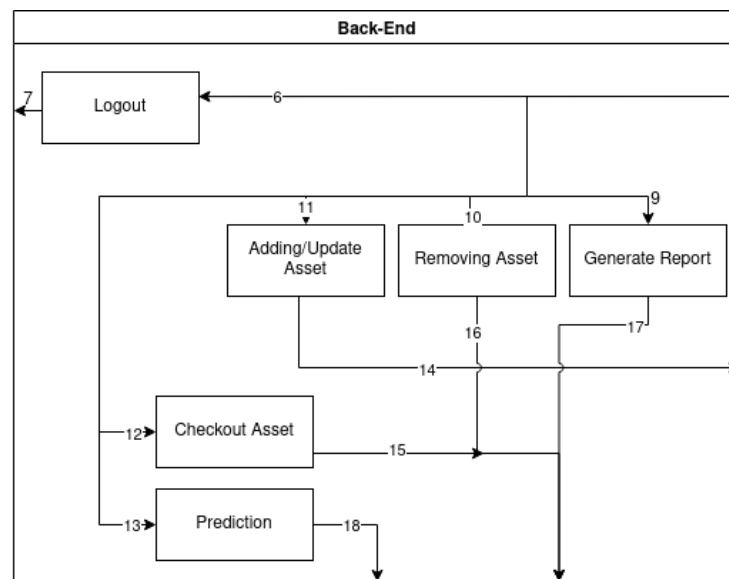 Back-End
7
Logout
6
11
10
9
Adding/Update
Asset
Removing Asset
Generate Report
16
17
14
12
Checkout Asset
15
13
Prediction
18